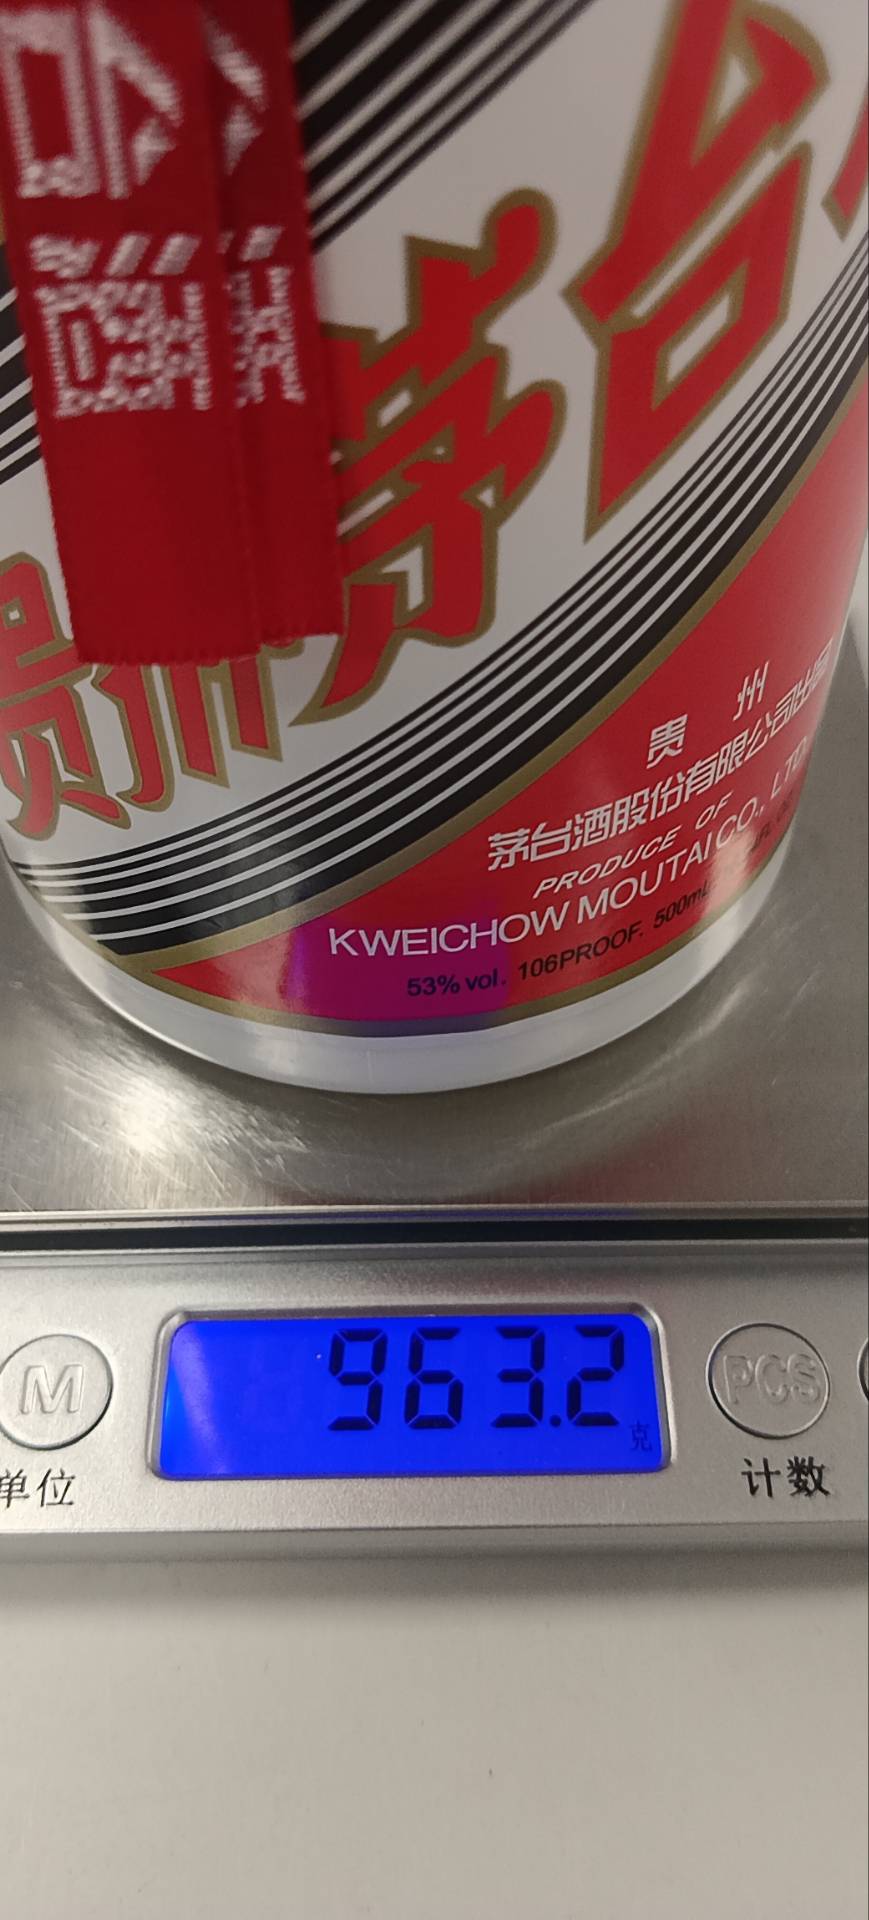 贵州茅台
贵 州
茅台酒股份有限公司出品
PRODUCE OF
KWEICHOW MOUTAI CO., LTD.
53% vol. 106PROOF. 500mL
963.2
克
M
PCS
单位
计数